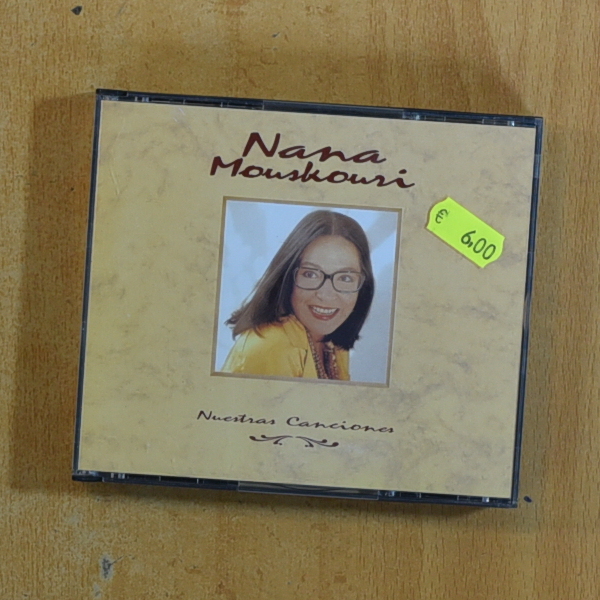 Nana
Mouskouri
€ 6,00
Nuestras Canciones